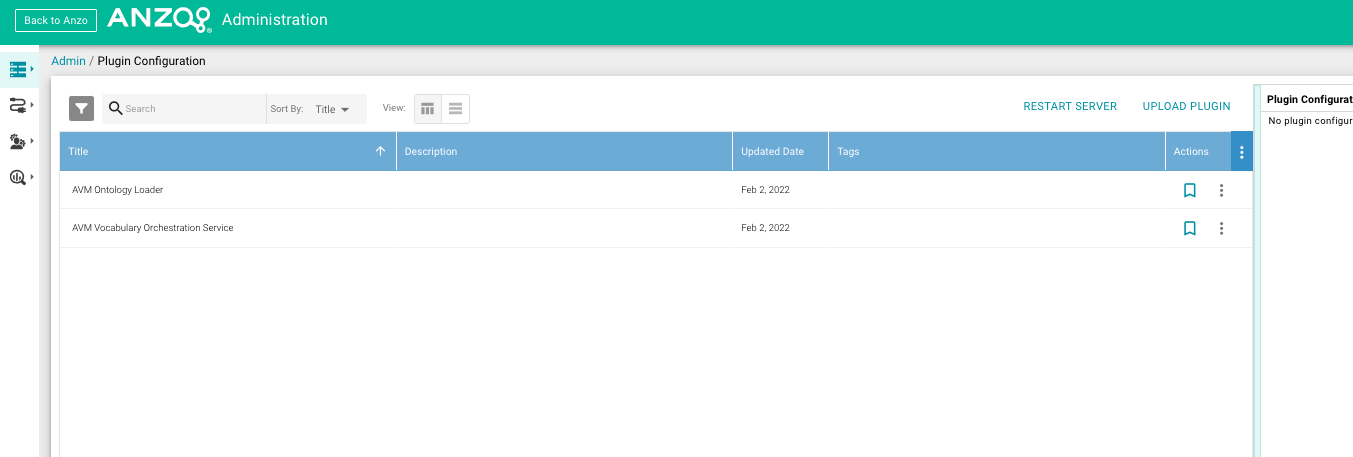 Back to Anzo ANZO® Administration
Admin / Plugin Configuration
Search Sort By: Title View: RESTART SERVER UPLOAD PLUGIN
Title Description Updated Date Tags Actions
AVM Ontology Loader Feb 2, 2022
AVM Vocabulary Orchestration Service Feb 2, 2022
Plugin Configurat
No plugin configur